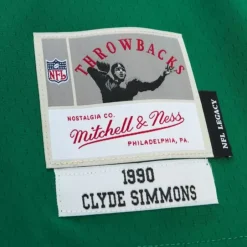 THROWBACKS
NFL
NOSTALGIA CO.
Mitchell & Ness
PHILADELPHIA, PA.
NFL LEGACY
1990
CLYDE SIMMONS